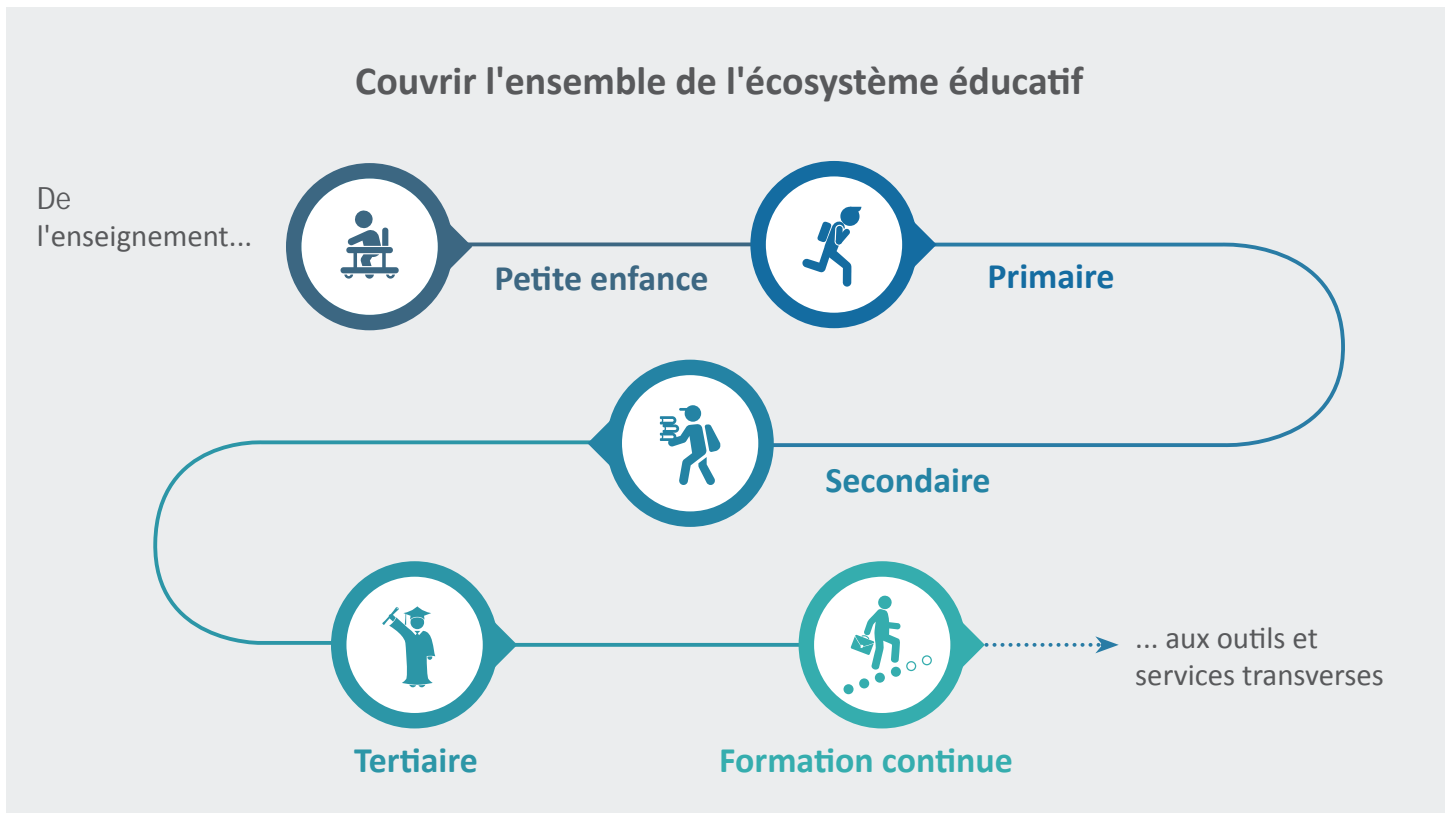 Couvrir l'ensemble de l'écosystème éducatif
De
l'enseignement...
Petite enfance
Primaire
Secondaire
Tertiaire
Formation continue
... aux outils et
services transverses